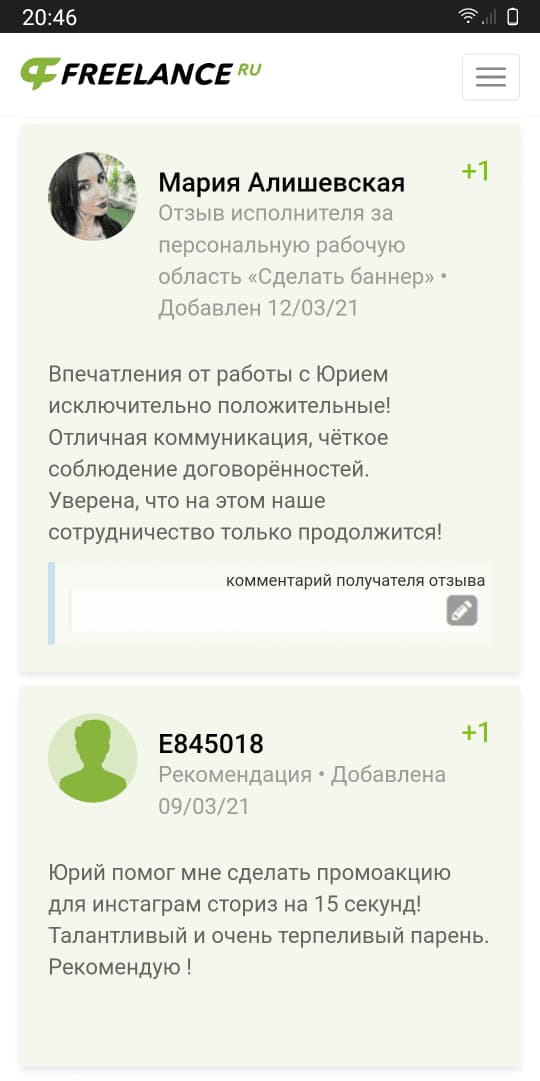 20:46
FREELANCE RU
Мария Алишевская
+1
Отзыв исполнителя за
персональную рабочую
область «Сделать баннер» •
Добавлен 12/03/21
Впечатления от работы с Юрием
исключительно положительные!
Отличная коммуникация, чёткое
соблюдение договорённостей.
Уверена, что на этом наше
сотрудничество только продолжится!
комментарий получателя отзыва
E845018
+1
Рекомендация • Добавлена
09/03/21
Юрий помог мне сделать промоакцию
для инстаграм сториз на 15 секунд!
Талантливый и очень терпеливый парень.
Рекомендую !